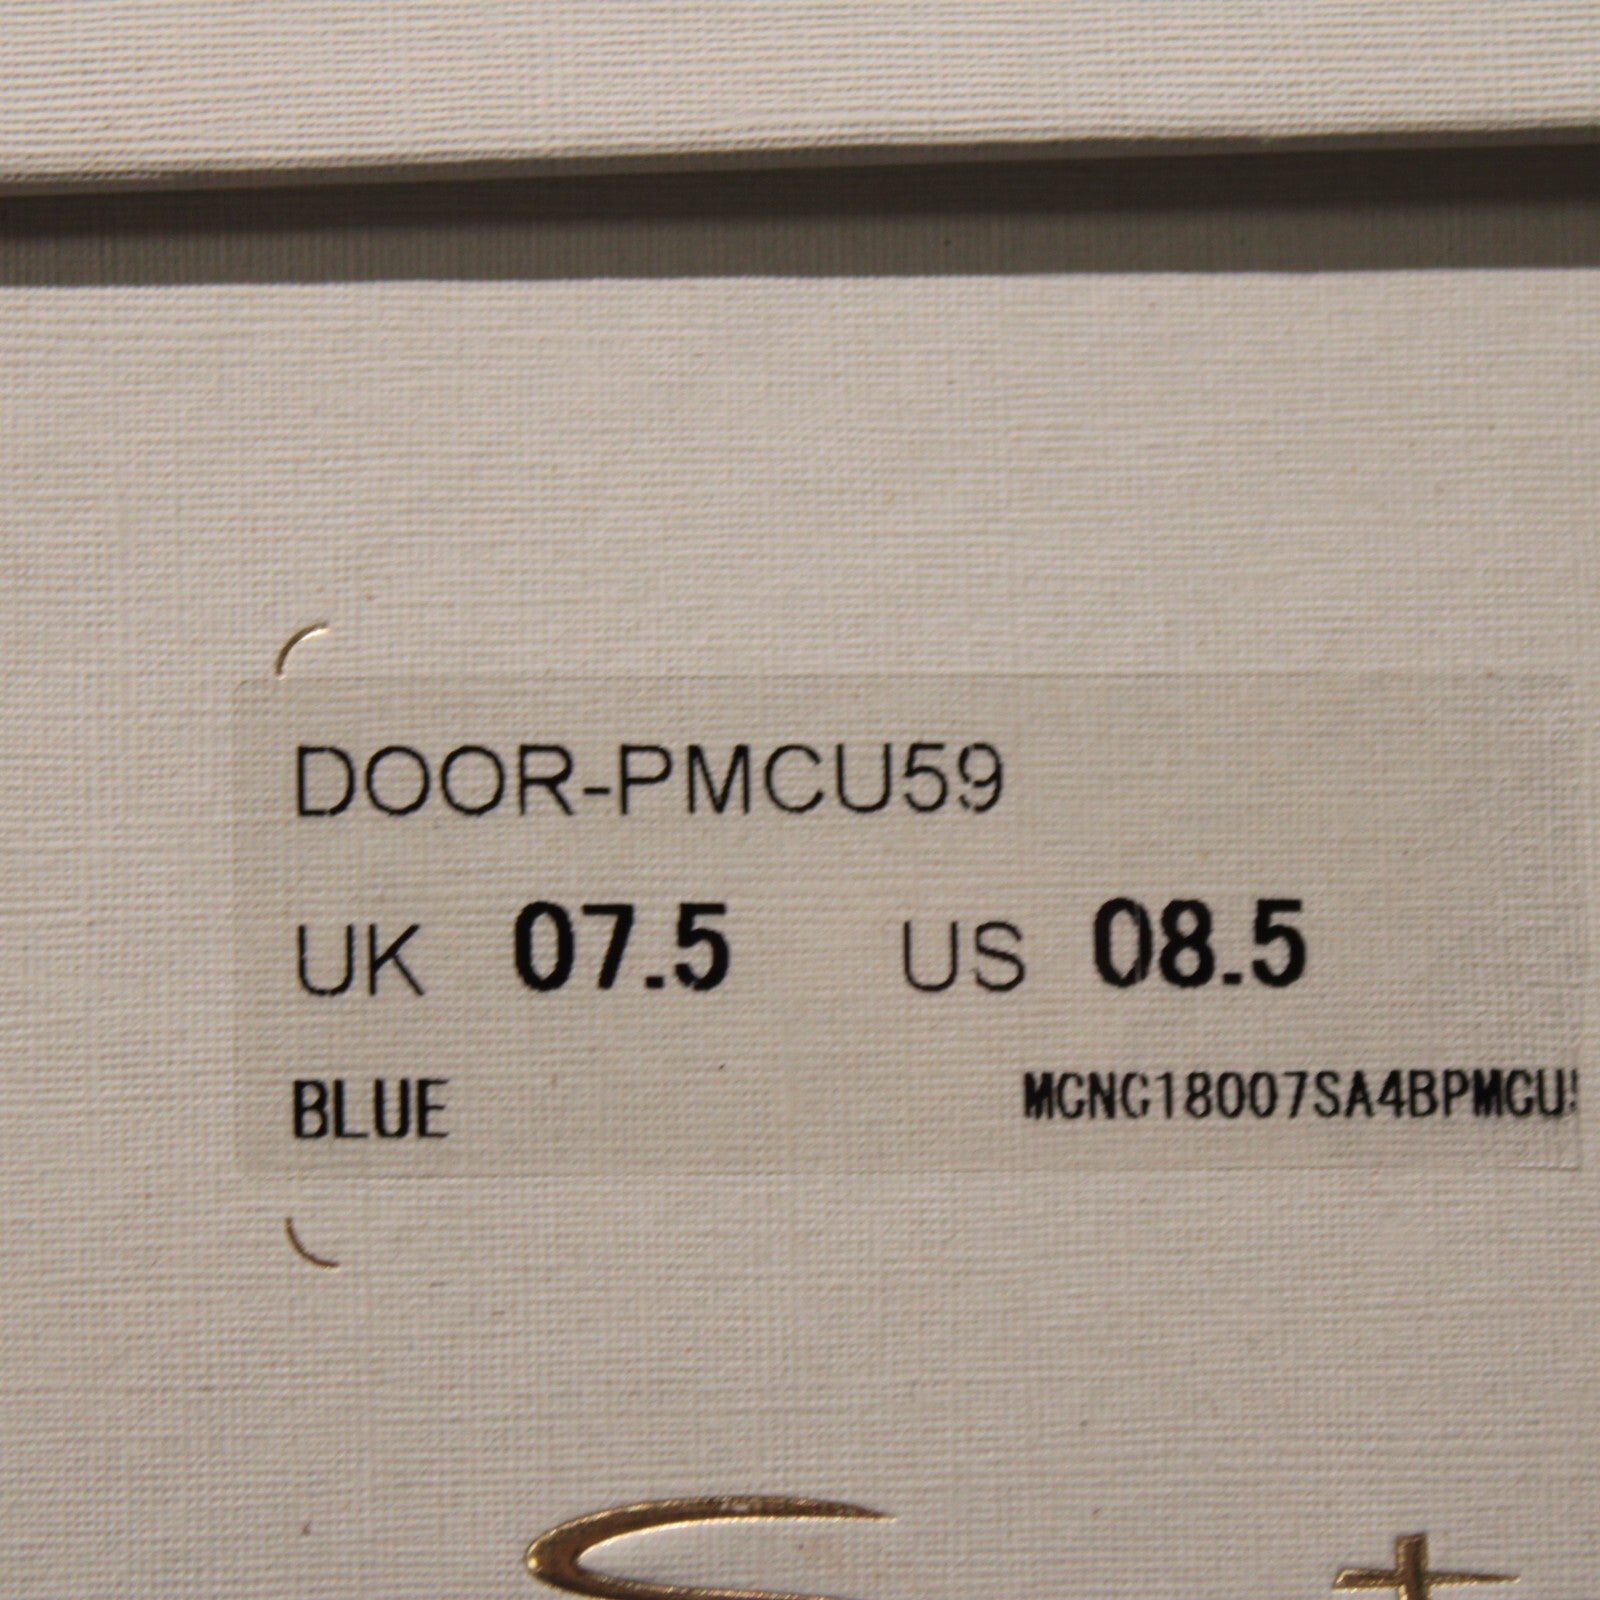 DOOR-PMCU59
UK 07.5 US 08.5
BLUE MCNC18007SA4BPMCU